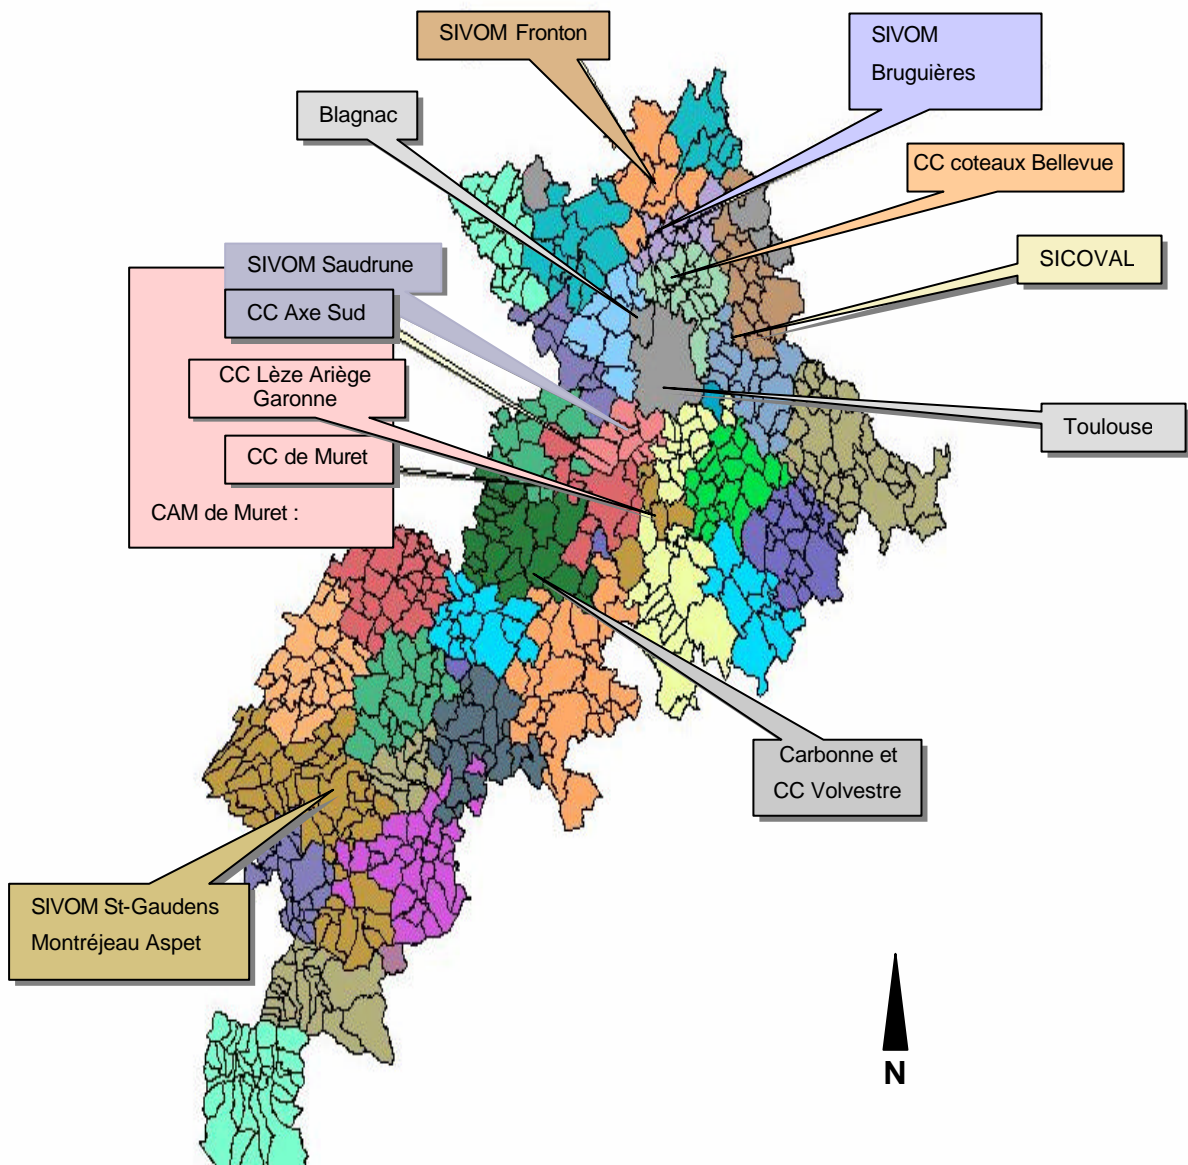 SIVOM Fronton
SIVOM
Bruguières
Blagnac
CC coteaux Bellevue
SIVOM Saudrune
SICOVAL
CC Axe Sud
CC Lèze Ariège
Garonne
Toulouse
CC de Muret
CAM de Muret :
Carbonne et
CC Volvestre
SIVOM St-Gaudens
Montréjeau Aspet
N